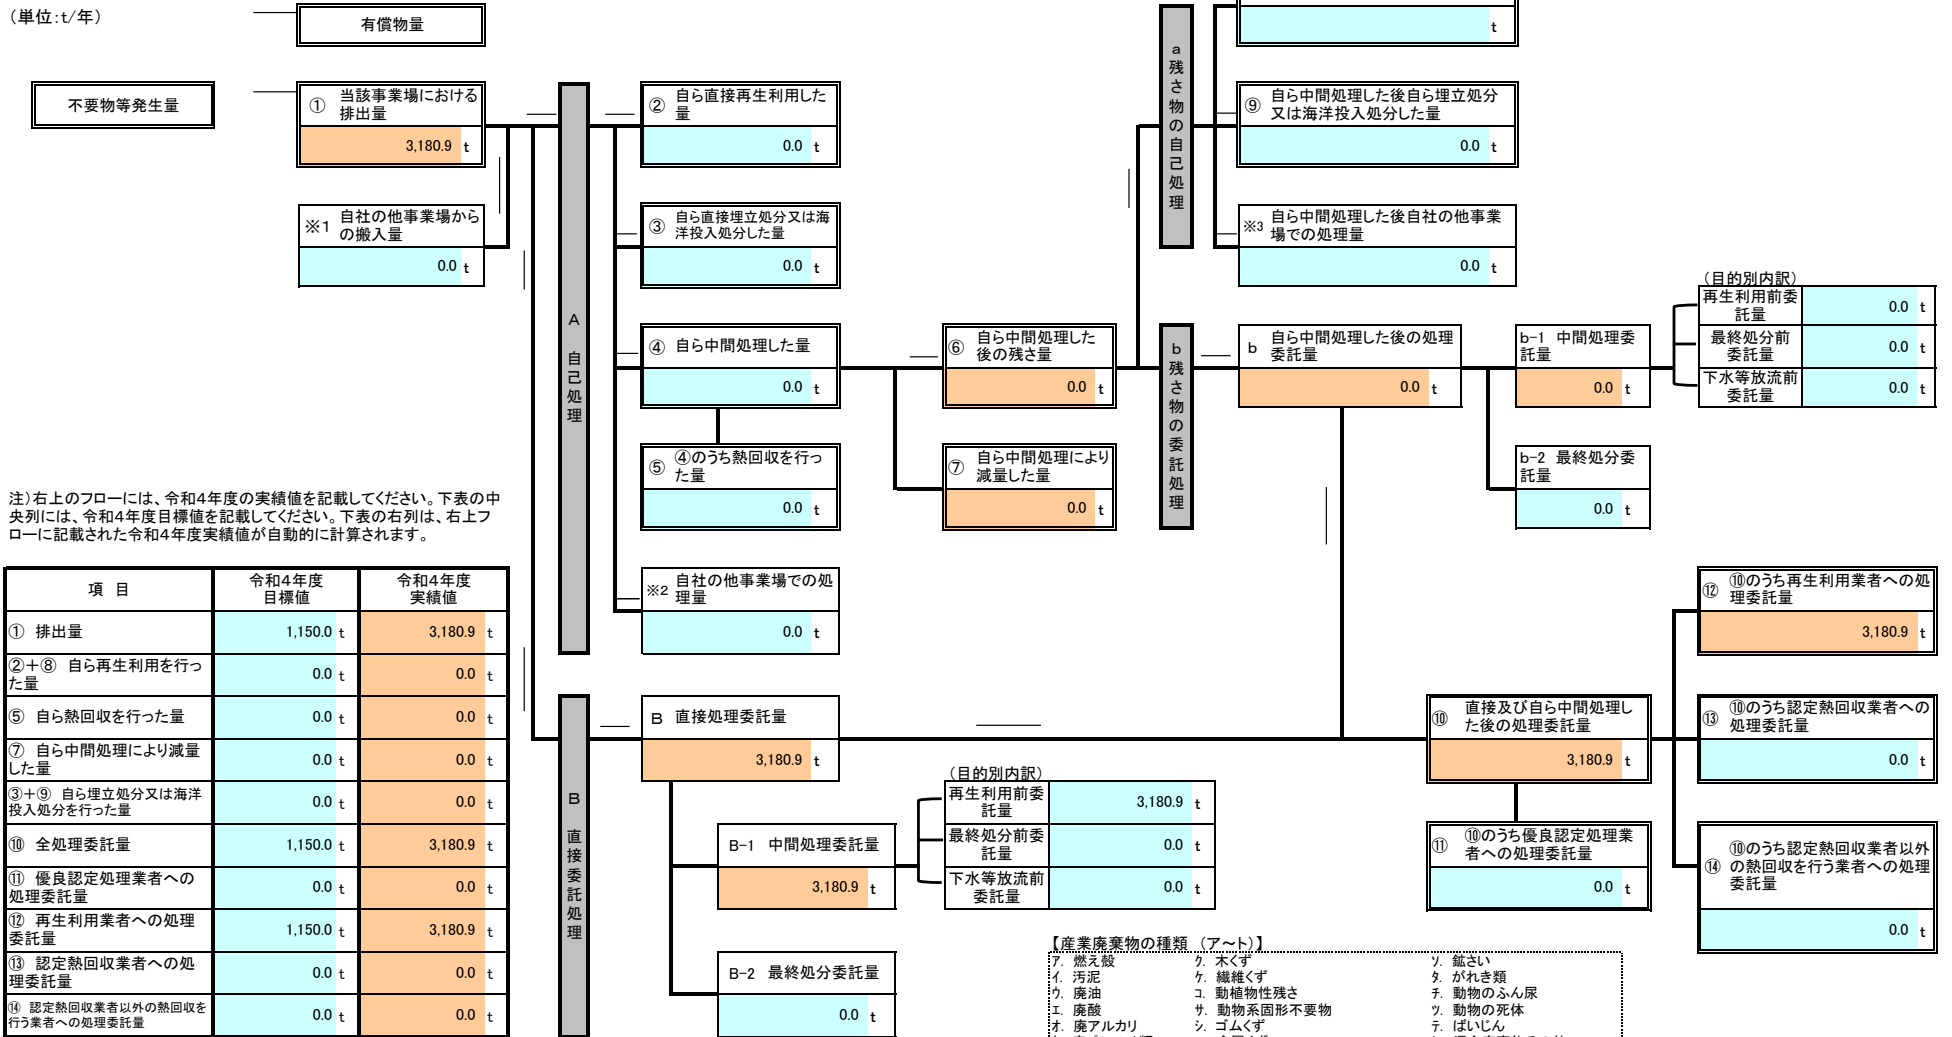 (単位:t/年)
有償物量
t
不要物等発生量
① 当該事業場における
排出量
3,180.9 t
※1 自社の他事業場から
の搬入量
0.0 t
A 自己処理
② 自ら直接再生利用した
量
0.0 t
③ 自ら直接埋立処分又は海
洋投入処分した量
0.0 t
④ 自ら中間処理した量
0.0 t
⑤ ④のうち熱回収を行っ
た量
0.0 t
※2 自社の他事業場での処
理量
0.0 t
⑥ 自ら中間処理した
後の残さ量
0.0 t
⑦ 自ら中間処理により
減量した量
0.0 t
a 残さ物の自己処理
⑨ 自ら中間処理した後自ら埋立処分
又は海洋投入処分した量
0.0 t
※3 自ら中間処理した後自社の他事業
場での処理量
0.0 t
b 残さ物の委託処理
b 自ら中間処理した後の処理
委託量
0.0 t
b-1 中間処理委
託量
0.0 t
(目的別内訳)
再生利用前委
託量
0.0 t
最終処分前
委託量
0.0 t
下水等放流前
委託量
0.0 t
b-2 最終処分委
託量
0.0 t
注)右上のフローには、令和4年度の実績値を記載してください。下表の中
央列には、令和4年度目標値を記載してください。下表の右列は、右上フ
ローに記載された令和4年度実績値が自動的に計算されます。
項 目 令和4年度 目標値 令和4年度 実績値
① 排出量 1,150.0 t 3,180.9 t
②+⑧ 自ら再生利用を行っ
た量 0.0 t 0.0 t
⑤ 自ら熱回収を行った量 0.0 t 0.0 t
⑦ 自ら中間処理により減量
した量 0.0 t 0.0 t
③+⑨ 自ら埋立処分又は海洋
投入処分を行った量 0.0 t 0.0 t
⑩ 全処理委託量 1,150.0 t 3,180.9 t
⑪ 優良認定処理業者への
処理委託量 0.0 t 0.0 t
⑫ 再生利用業者への処理
委託量 1,150.0 t 3,180.9 t
⑬ 認定熱回収業者への処
理委託量 0.0 t 0.0 t
⑭ 認定熱回収業者以外の熱回収を
行う業者への処理委託量 0.0 t 0.0 t
B 直接委託処理
B 直接処理委託量
3,180.9 t
B-1 中間処理委託量
3,180.9 t
(目的別内訳)
再生利用前委
託量
3,180.9 t
最終処分前委
託量
0.0 t
下水等放流前
委託量
0.0 t
B-2 最終処分委託量
0.0 t
⑩ 直接及び自ら中間処理し
た後の処理委託量
3,180.9 t
⑪ ⑩のうち優良認定処理業
者への処理委託量
0.0 t
⑫ ⑩のうち再生利用業者への処
理委託量
3,180.9 t
⑬ ⑩のうち認定熱回収業者への
処理委託量
0.0 t
⑭ ⑩のうち認定熱回収業者以外
の熱回収を行う業者への処理
委託量
0.0 t
【産業廃棄物の種類 (ア~ト)】
ア. 燃え殻 ク. 木くず ソ. 鉱さい
イ. 汚泥 ケ. 繊維くず タ. がれき類
ウ. 廃油 コ. 動植物性残さ チ. 動物のふん尿
エ. 廃酸 サ. 動物系固形不要物 ツ. 動物の死体
オ. 廃アルカリ シ. ゴムくず テ. ばいじん